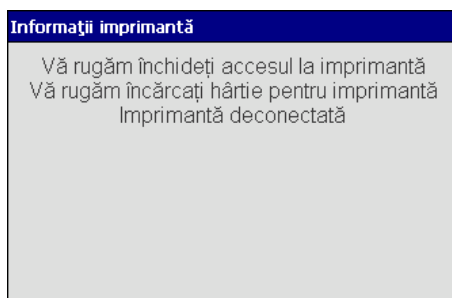 Informaţii imprimantă
Vă rugăm închideți accesul la imprimantă
Vă rugăm încărcați hârtie pentru imprimantă
Imprimantă deconectată